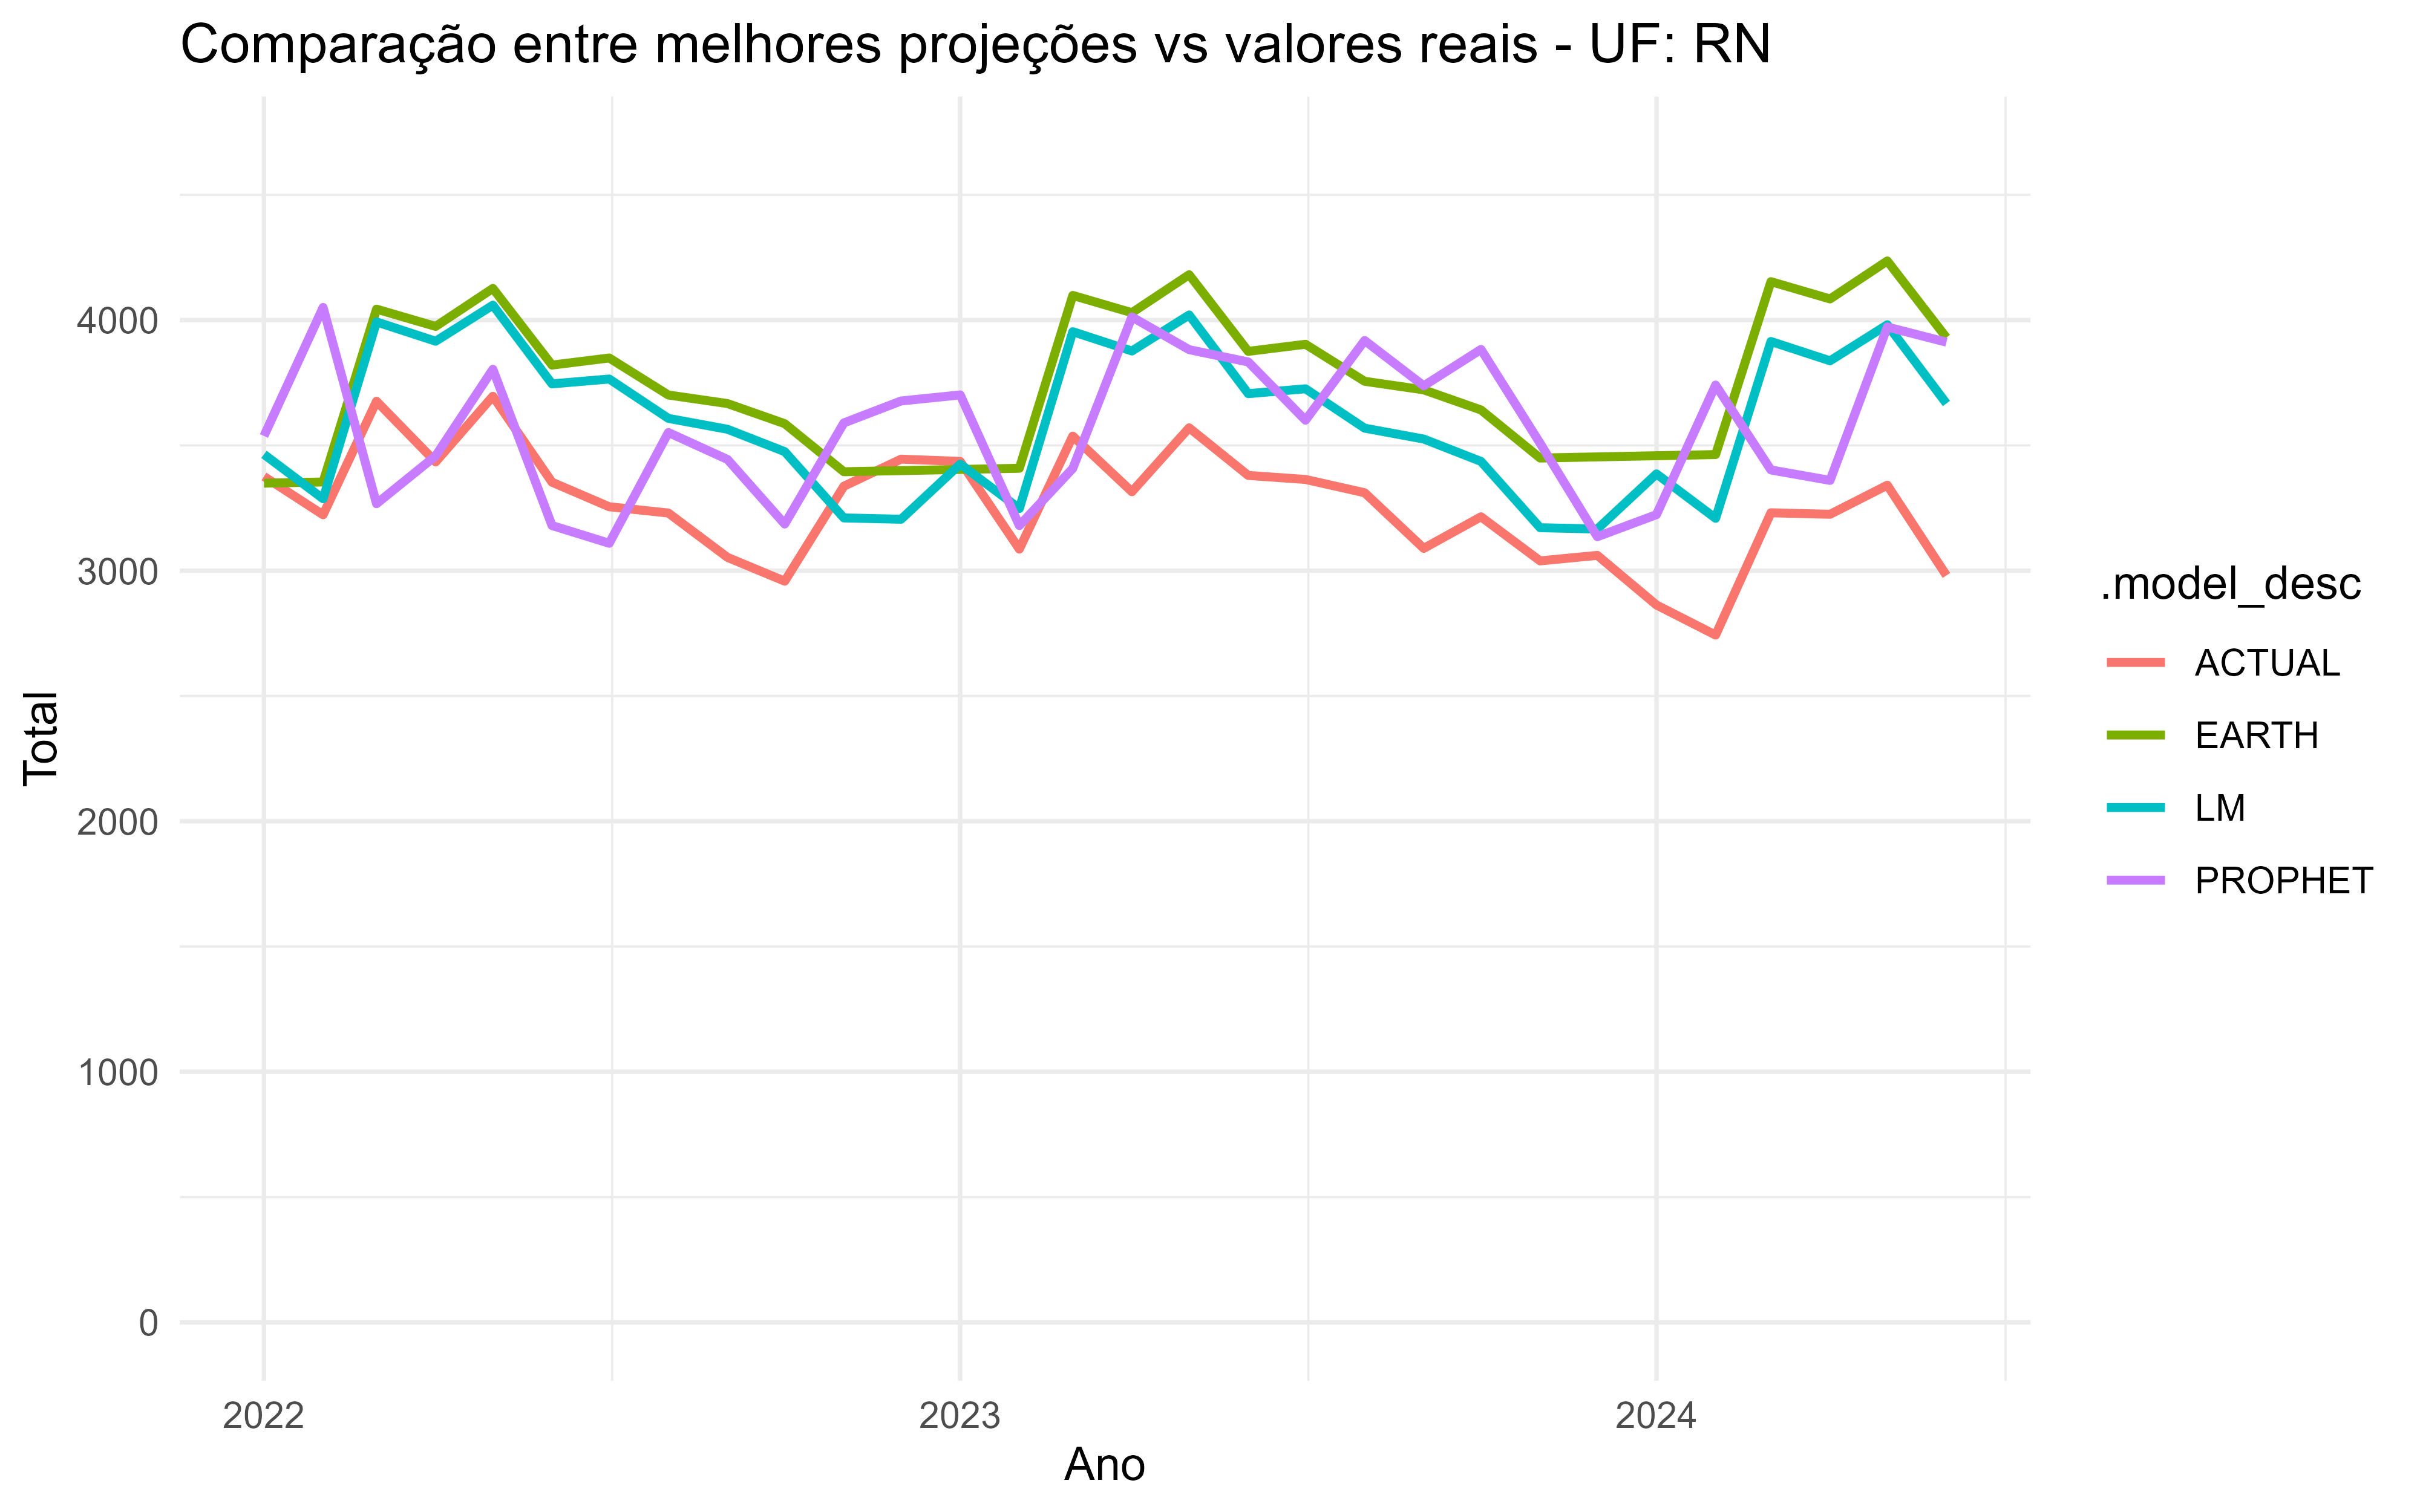 Comparação entre melhores projeções vs valores reais - UF: RN
4000
3000
2000
1000
0
Total
2022
2023
2024
Ano
.model_desc
ACTUAL
EARTH
LM
PROPHET